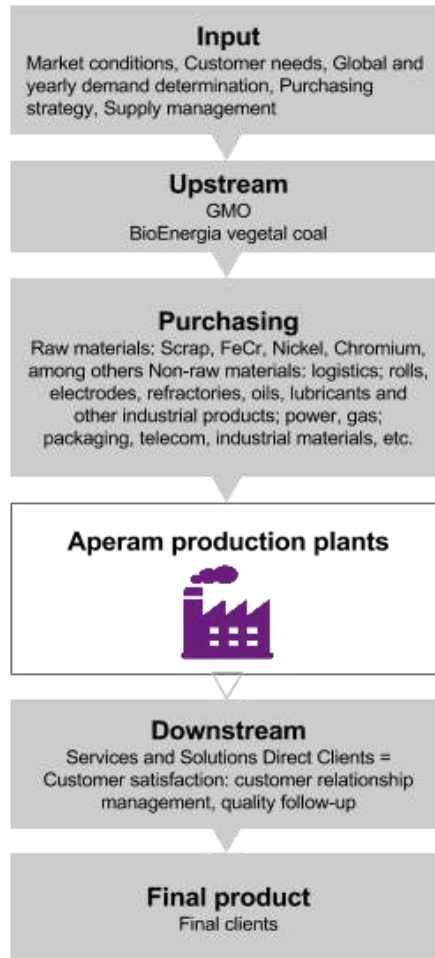 Input
Market conditions, Customer needs, Global and
yearly demand determination, Purchasing
strategy, Supply management
Upstream
GMO
BioEnergia vegetal coal
Purchasing
Raw materials: Scrap, FeCr, Nickel, Chromium,
among others Non-raw materials: logistics; rolls,
electrodes, refractories, oils, lubricants and
other industrial products; power, gas;
packaging, telecom, industrial materials, etc.
Aperam production plants
Downstream
Services and Solutions Direct Clients =
Customer satisfaction: customer relationship
management, quality follow-up
Final product
Final clients